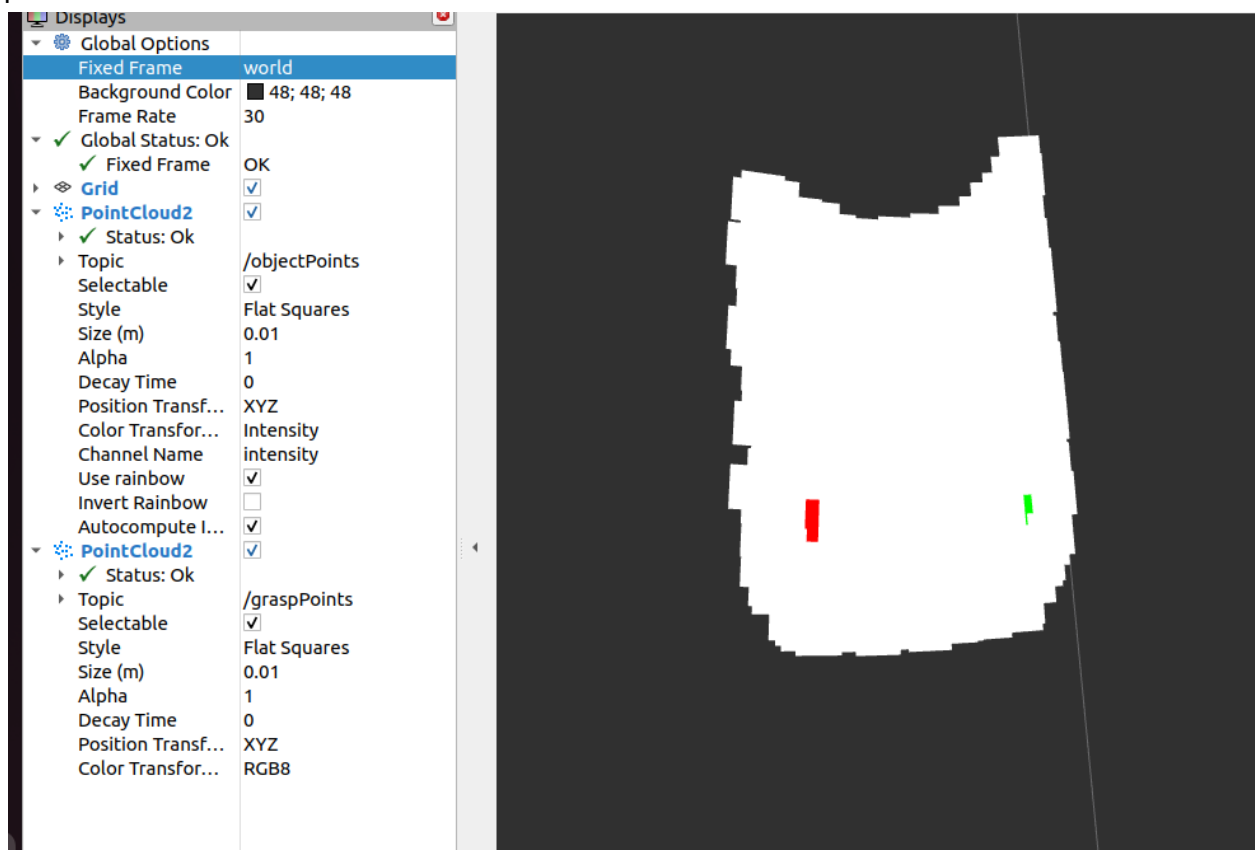 Displays
Global Options
Fixed Frame world
Background Color 48; 48; 48
Frame Rate 30
Global Status: Ok
Fixed Frame OK
Grid
PointCloud2
Status: Ok
Topic /objectPoints
Selectable
Style Flat Squares
Size (m) 0.01
Alpha 1
Decay Time 0
Position Transf... XYZ
Color Transfor... Intensity
Channel Name intensity
Use rainbow
Invert Rainbow
Autocompute I...
PointCloud2
Status: Ok
Topic /graspPoints
Selectable
Style Flat Squares
Size (m) 0.01
Alpha 1
Decay Time 0
Position Transf... XYZ
Color Transfor... RGB8